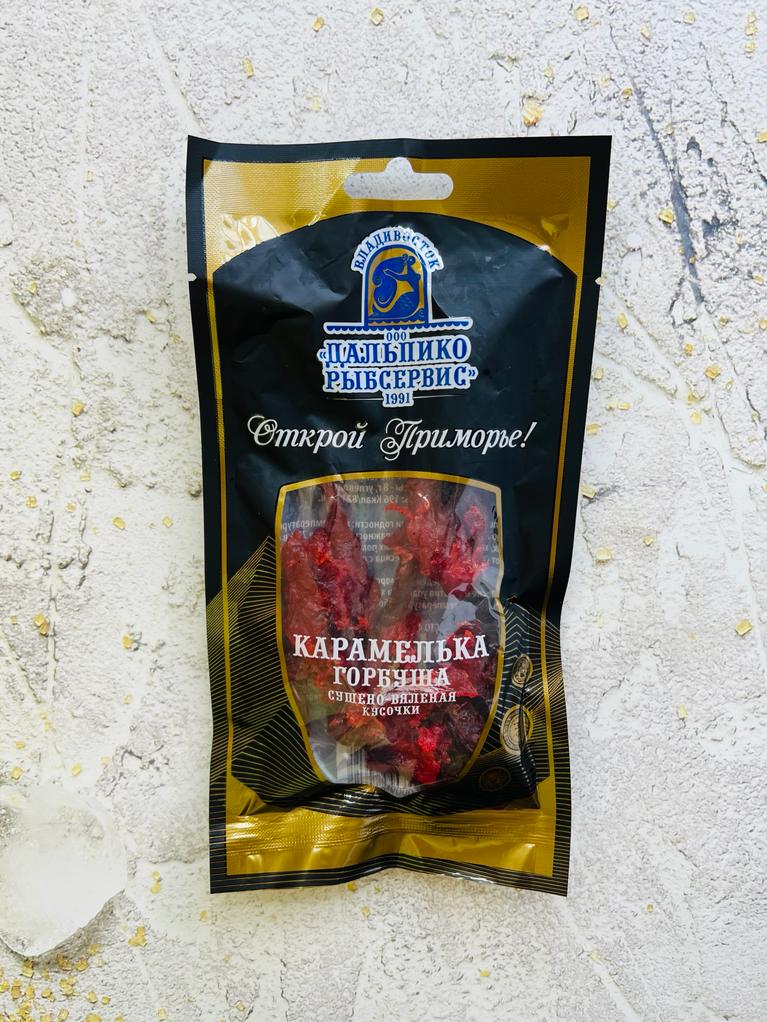 ВЛАДИВОСТОК
ООО
«ДАЛЬПИКО
РЫБСЕРВИС»
1991
Открой Приморье!
КАРАМЕЛЬКА
ГОРБУША
СУШЕНО-ВЯЛЕНАЯ
КУСОЧКИ